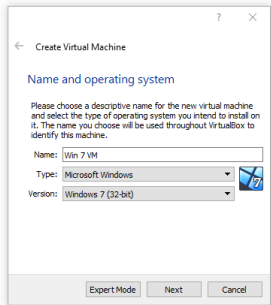 ?
Create Virtual Machine
Name and operating system
Please choose a descriptive name for the new virtual machine
and select the type of operating system you intend to install on
it. The name you choose will be used throughout VirtualBox to
identify this machine.
Name: Win 7 VM
Type: Microsoft Windows
Version: Windows 7 (32-bit)
7
Expert Mode Next Cancel